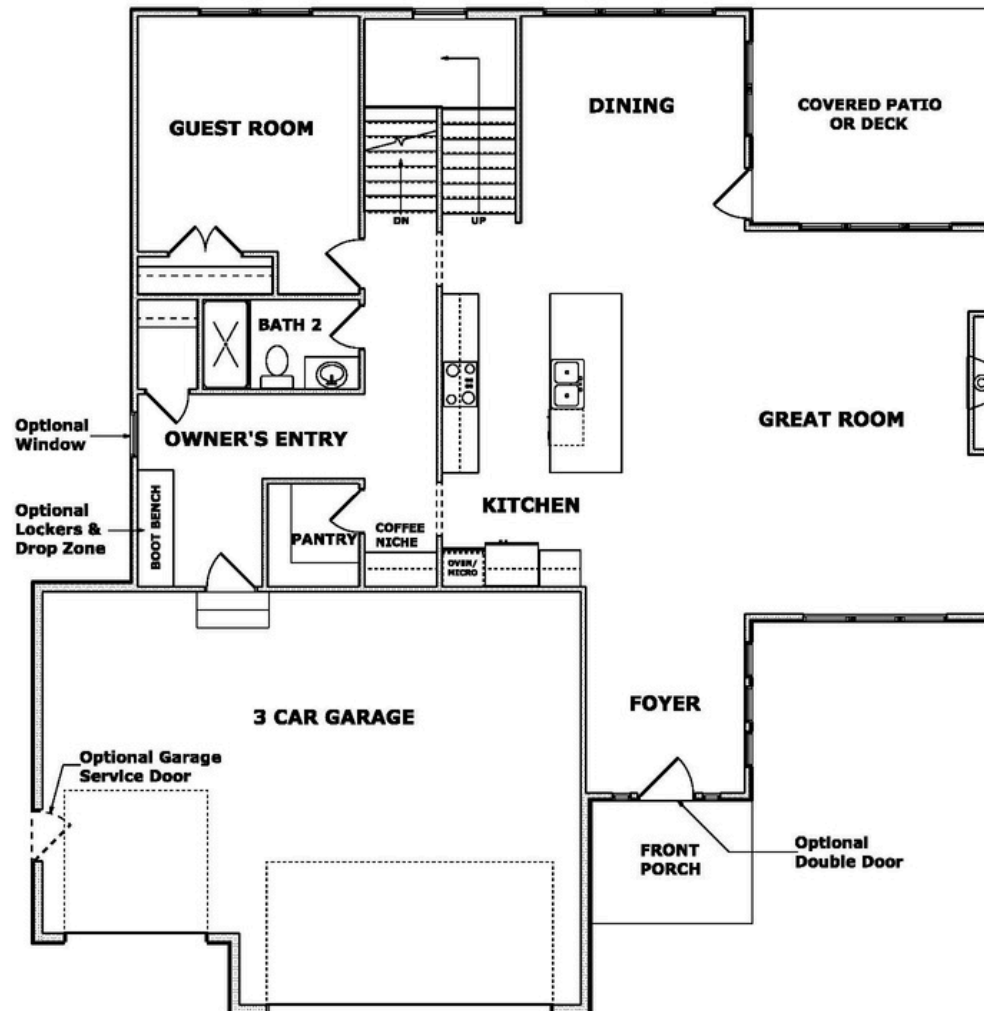 GUEST ROOM
DINING
COVERED PATIO
OR DECK
DN
UP
BATH 2
Optional
Window
OWNER'S ENTRY
GREAT ROOM
Optional
Lockers &
Drop Zone
BOOT BENCH
PANTRY
COFFEE
NICHE
KITCHEN
OVEN/
MICRO
3 CAR GARAGE
FOYER
Optional Garage
Service Door
FRONT
PORCH
Optional
Double Door